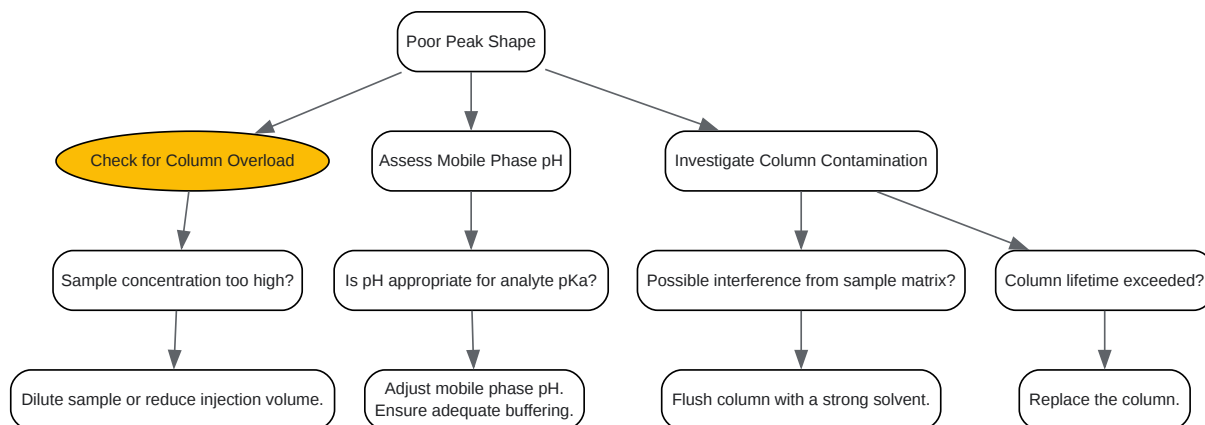 Poor Peak Shape
Check for Column Overload
Assess Mobile Phase pH
Investigate Column Contamination
Sample concentration too high?
Is pH appropriate for analyte pKa?
Possible interference from sample matrix?
Column lifetime exceeded?
Dilute sample or reduce injection volume.
Adjust mobile phase pH.
Ensure adequate buffering.
Flush column with a strong solvent.
Replace the column.